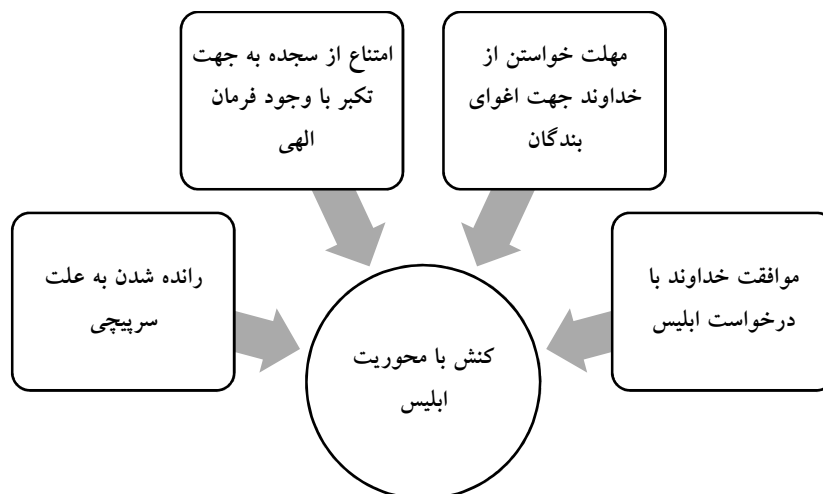 امتناع از سجده به جهت
تکبر با وجود فرمان
الهی
مهلت خواستن از
خداوند جهت اغوای
بندگان
رانده شدن به علت
سرپیچی
موافقت خداوند با
درخواست ابلیس
کنش با محوریت
ابلیس